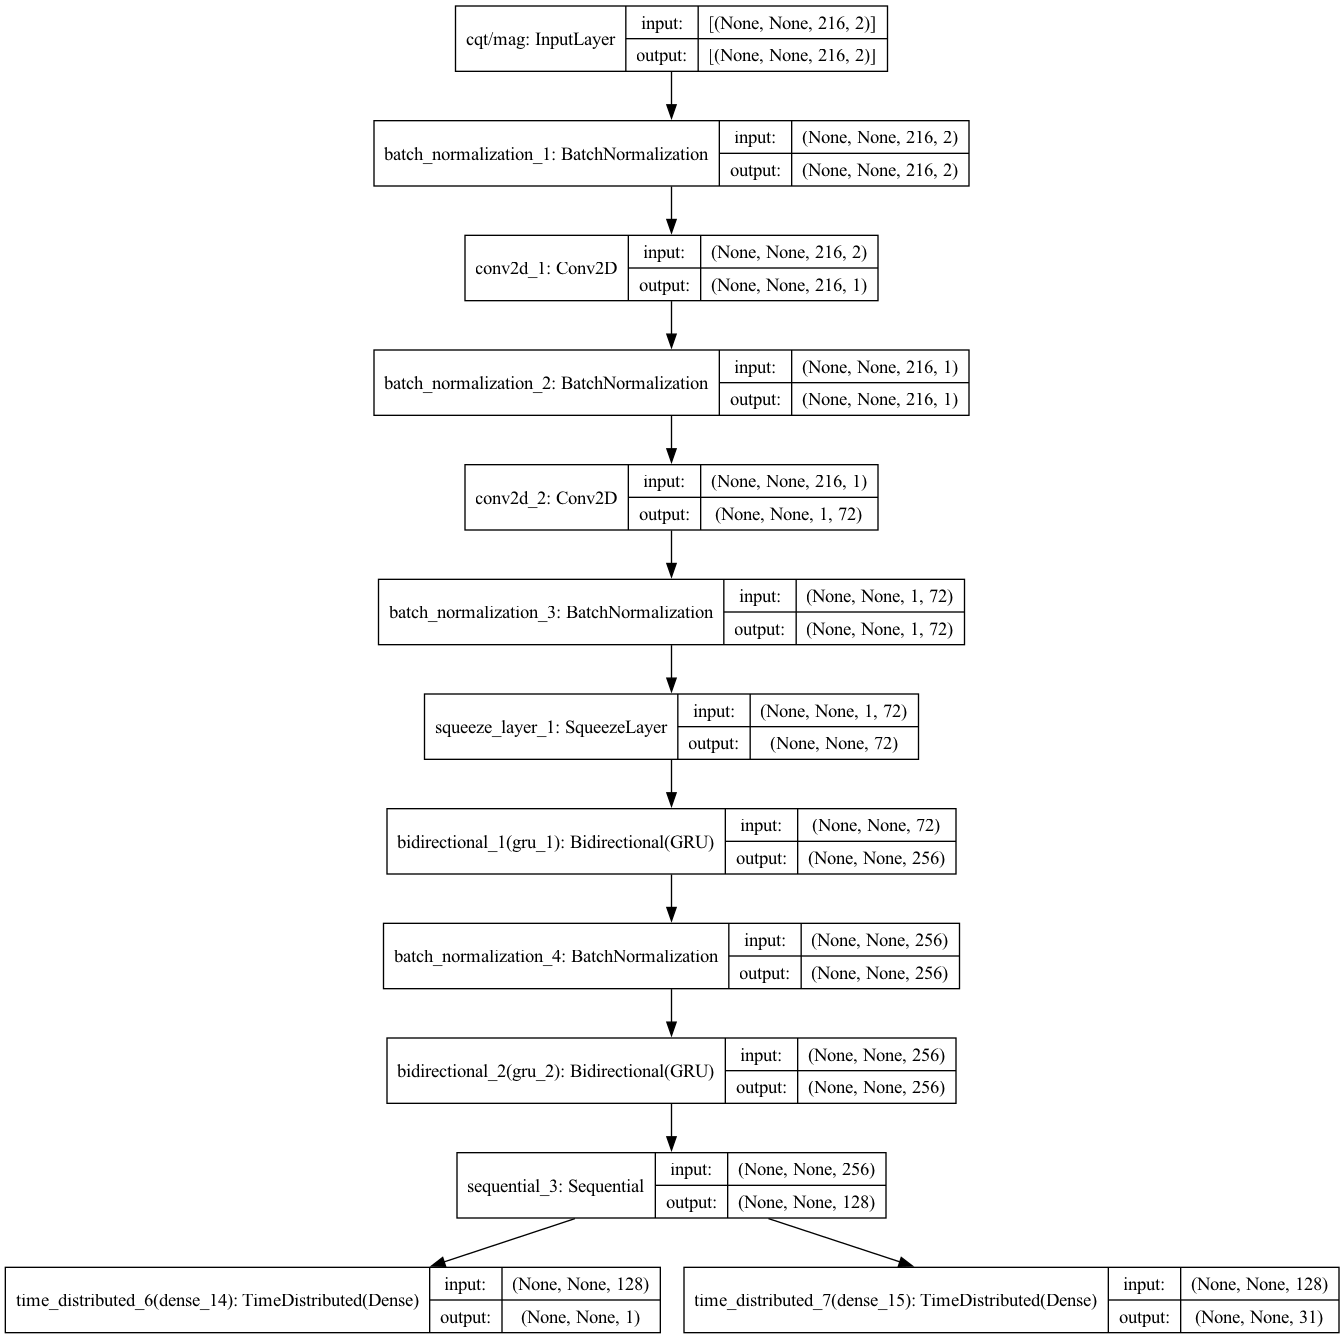 cqt/mag: InputLayer
input: [(None, None, 216, 2)]
output: [(None, None, 216, 2)]
batch_normalization_1: BatchNormalization
input: (None, None, 216, 2)
output: (None, None, 216, 2)
conv2d_1: Conv2D
input: (None, None, 216, 2)
output: (None, None, 216, 1)
batch_normalization_2: BatchNormalization
input: (None, None, 216, 1)
output: (None, None, 216, 1)
conv2d_2: Conv2D
input: (None, None, 216, 1)
output: (None, None, 1, 72)
batch_normalization_3: BatchNormalization
input: (None, None, 1, 72)
output: (None, None, 1, 72)
squeeze_layer_1: SqueezeLayer
input: (None, None, 1, 72)
output: (None, None, 72)
bidirectional_1(gru_1): Bidirectional(GRU)
input: (None, None, 72)
output: (None, None, 256)
batch_normalization_4: BatchNormalization
input: (None, None, 256)
output: (None, None, 256)
bidirectional_2(gru_2): Bidirectional(GRU)
input: (None, None, 256)
output: (None, None, 256)
sequential_3: Sequential
input: (None, None, 256)
output: (None, None, 128)
time_distributed_6(dense_14): TimeDistributed(Dense)
input: (None, None, 128)
output: (None, None, 1)
time_distributed_7(dense_15): TimeDistributed(Dense)
input: (None, None, 128)
output: (None, None, 31)